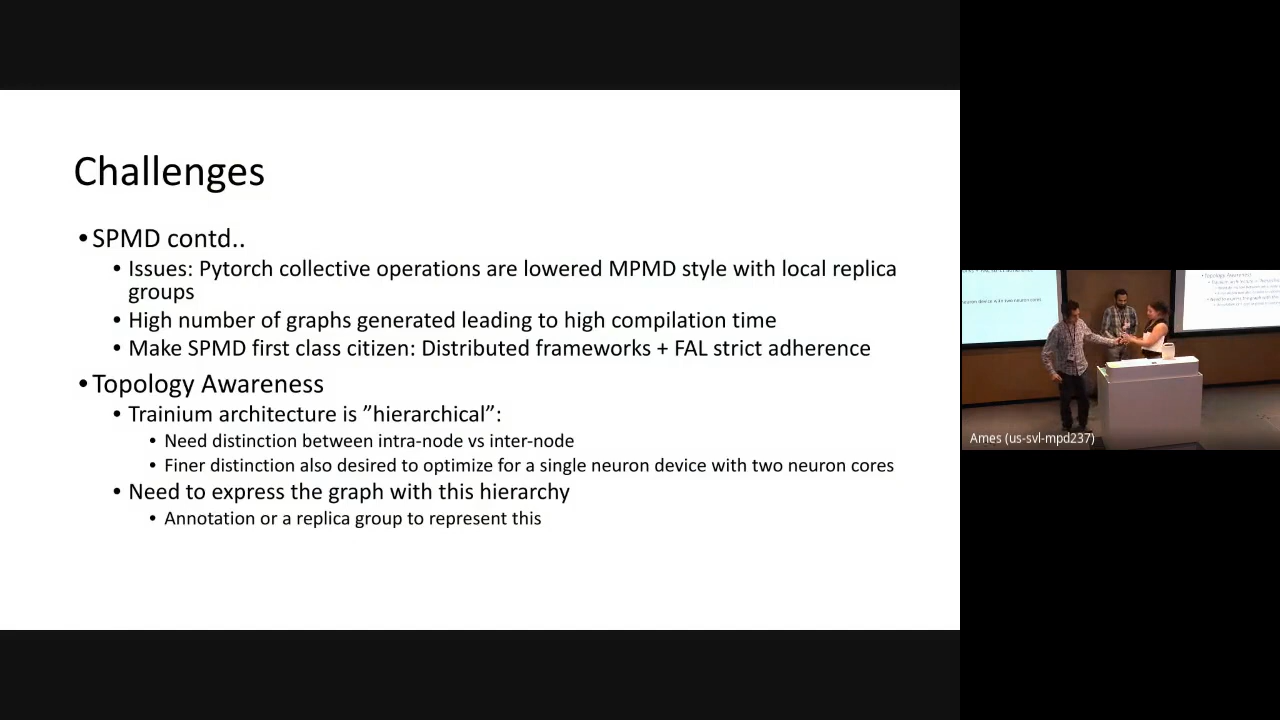 Challenges
•SPMD contd..
• Issues: Pytorch collective operations are lowered MPMD style with local replica
groups
• High number of graphs generated leading to high compilation time
• Make SPMD first class citizen: Distributed frameworks + FAL strict adherence
•Topology Awareness
• Trainium architecture is ”hierarchical”:
• Need distinction between intra-node vs inter-node
• Finer distinction also desired to optimize for a single neuron device with two neuron cores
• Need to express the graph with this hierarchy
• Annotation or a replica group to represent this
Ames (us-svl-mpd237)